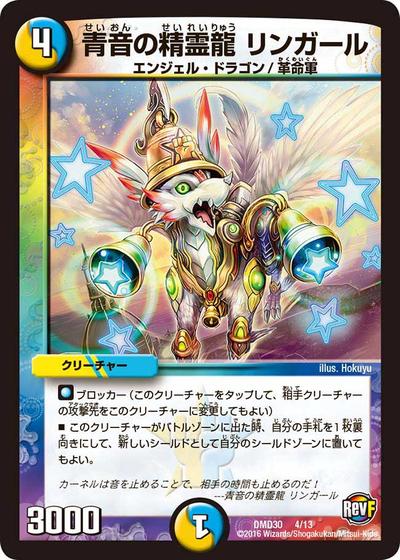 4
せいおん せいれいりゅう
青音の精霊龍 リンガール
かくめいぐん
エンジェル・ドラゴン/革命軍
クリーチャー
illus. Hokuyu
ブロッカー(このクリーチャーをタップして、相手クリーチャー
の攻撃先をこのクリーチャーに変更してもよい)
■ このクリーチャーがバトルゾーンに出た時、自分の手札を1枚裏
向きにして、新しいシールドとして自分のシールドゾーンに置いて
もよい。
カーネルは音を止めることで、相手の時間も止めるのだ!
---青音の精霊龍 リンガール
3000
1
DMD30 4/13
RevF
©2016 Wizards/Shogakukan/Mitsui-Kids